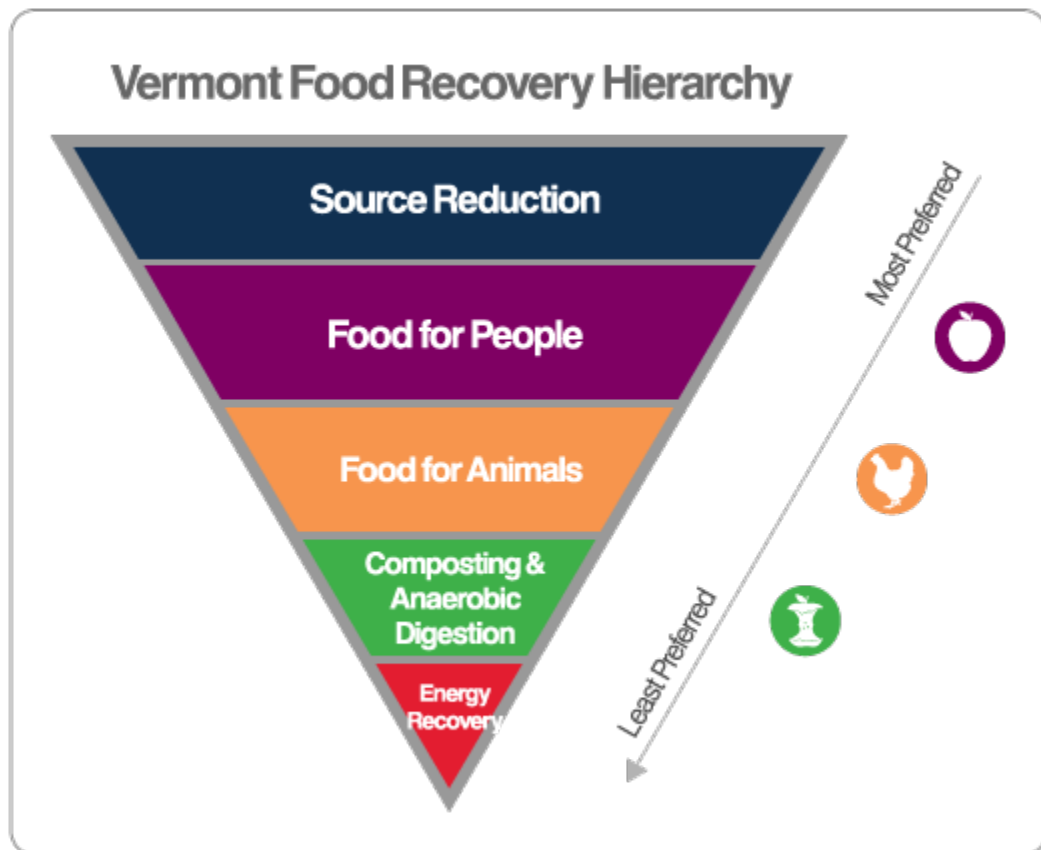 Vermont Food Recovery Hierarchy
Source Reduction
Food for People
Food for Animals
Composting &
Anaerobic
Digestion
Energy
Recovery
Most Preferred
Least Preferred